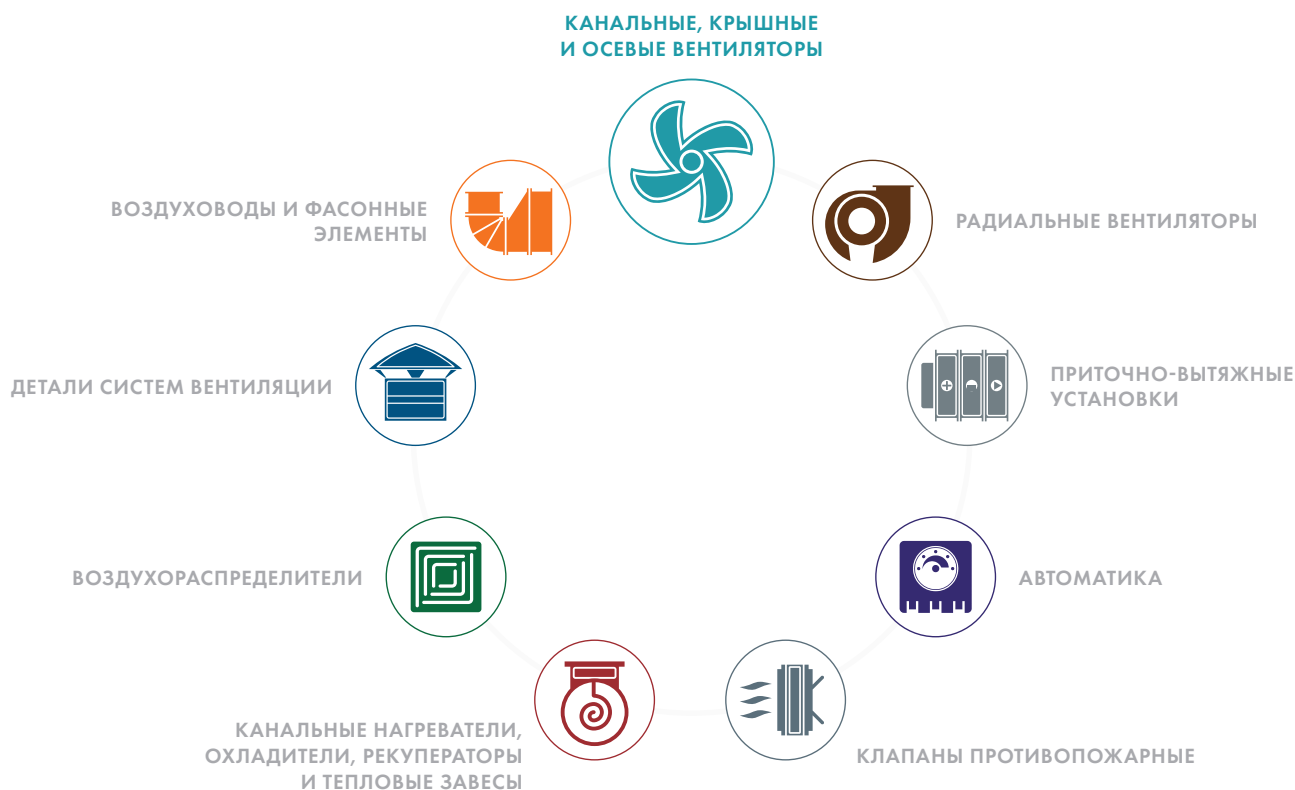 КАНАЛЬНЫЕ, КРЫШНЫЕ
И ОСЕВЫЕ ВЕНТИЛЯТОРЫ
ВОЗДУХОВОДЫ И ФАСОННЫЕ
ЭЛЕМЕНТЫ
РАДИАЛЬНЫЕ ВЕНТИЛЯТОРЫ
ДЕТАЛИ СИСТЕМ ВЕНТИЛЯЦИИ
ПРИТОЧНО-ВЫТЯЖНЫЕ
УСТАНОВКИ
ВОЗДУХОРАСПРЕДЕЛИТЕЛИ
АВТОМАТИКА
КАНАЛЬНЫЕ НАГРЕВАТЕЛИ,
ОХЛАДИТЕЛИ, РЕКУПЕРАТОРЫ
И ТЕПЛОВЫЕ ЗАВЕСЫ
КЛАПАНЫ ПРОТИВОПОЖАРНЫЕ